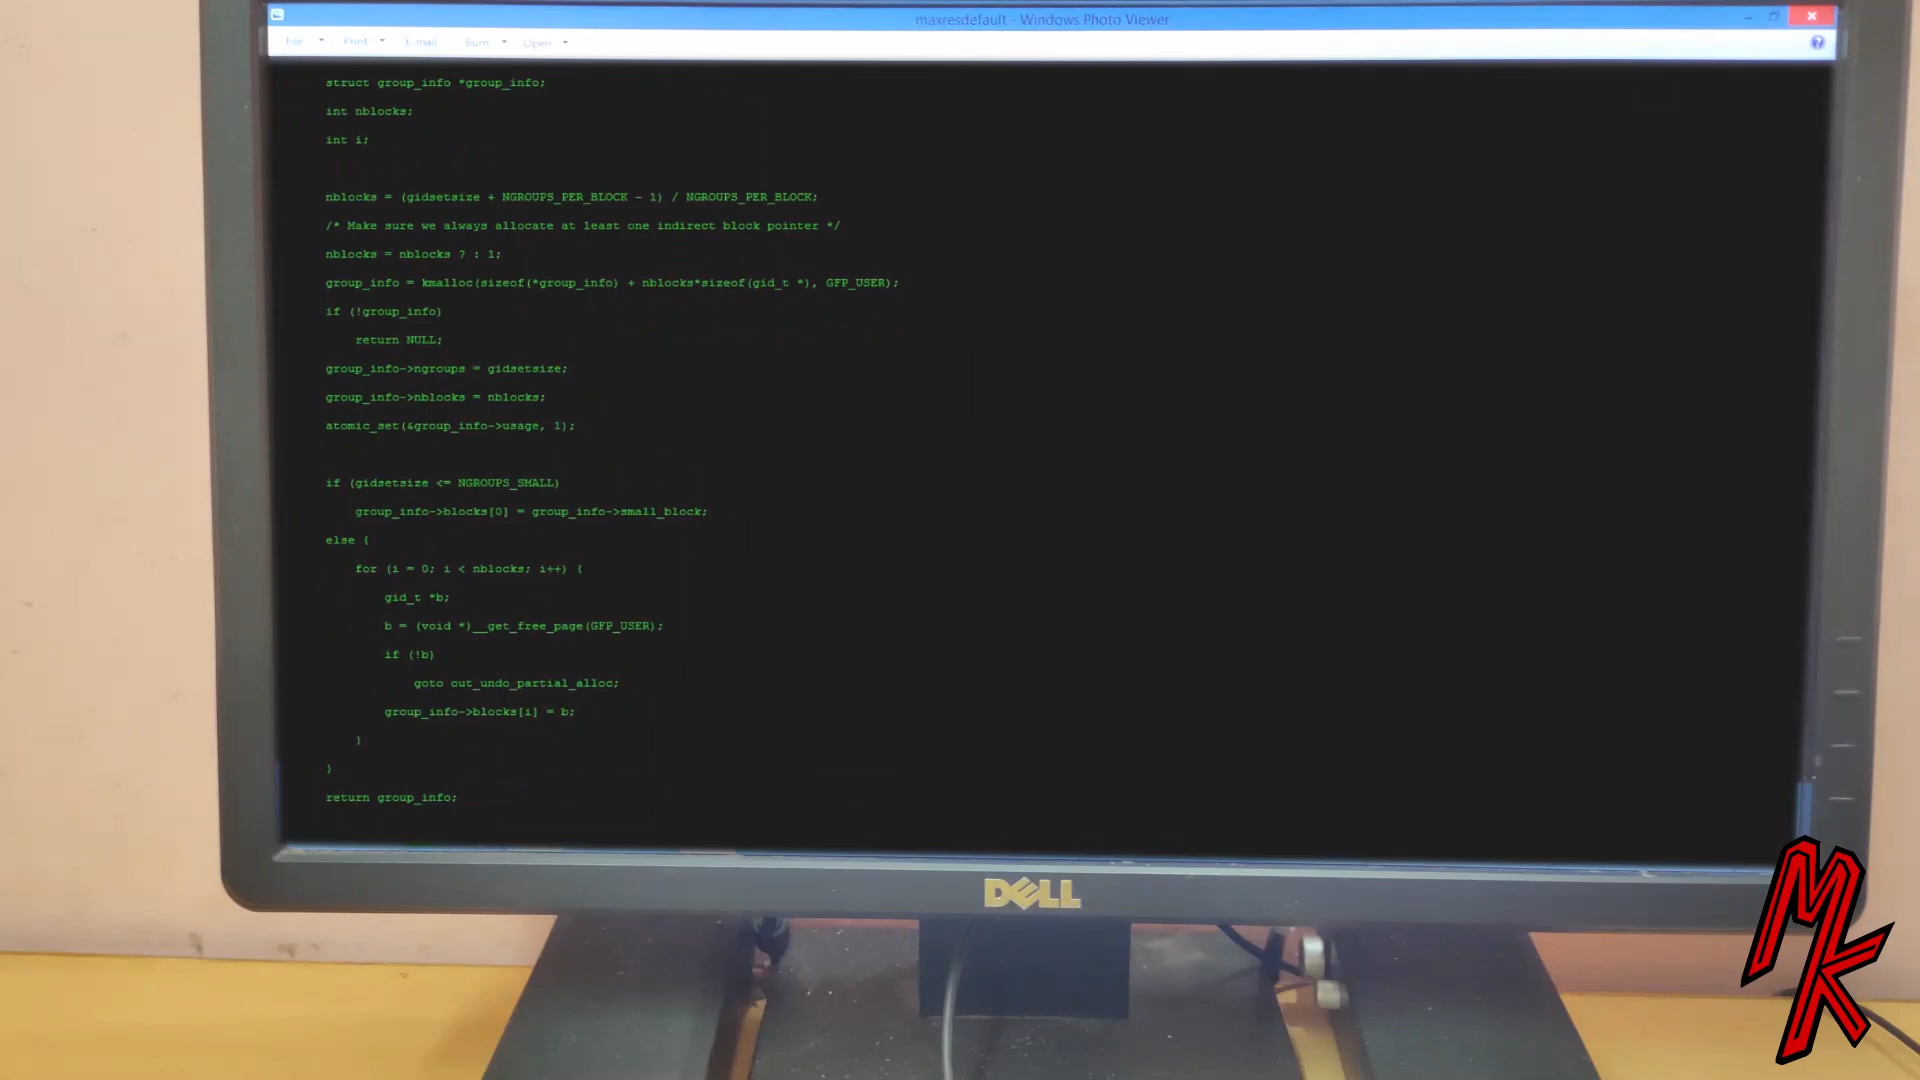 maxresdefault - Windows Photo Viewer
File Print E-mail Burn Open
struct group_info *group_info;
int nblocks;
int i;
nblocks = (gidsetsize + NGROUPS_PER_BLOCK - 1) / NGROUPS_PER_BLOCK;
/* Make sure we always allocate at least one indirect block pointer */
nblocks = nblocks ? : 1;
group_info = kmalloc(sizeof(*group_info) + nblocks*sizeof(gid_t *), GFP_USER);
if (!group_info)
return NULL;
group_info->ngroups = gidsetsize;
group_info->nblocks = nblocks;
atomic_set(&group_info->usage, 1);
if (gidsetsize <= NGROUPS_SMALL)
group_info->blocks[0] = group_info->small_block;
else {
for (i = 0; i < nblocks; i++) {
gid_t *b;
b = (void *)__get_free_page(GFP_USER);
if (!b)
goto out_undo_partial_alloc;
group_info->blocks[i] = b;
}
}
return group_info;
DELL
MK